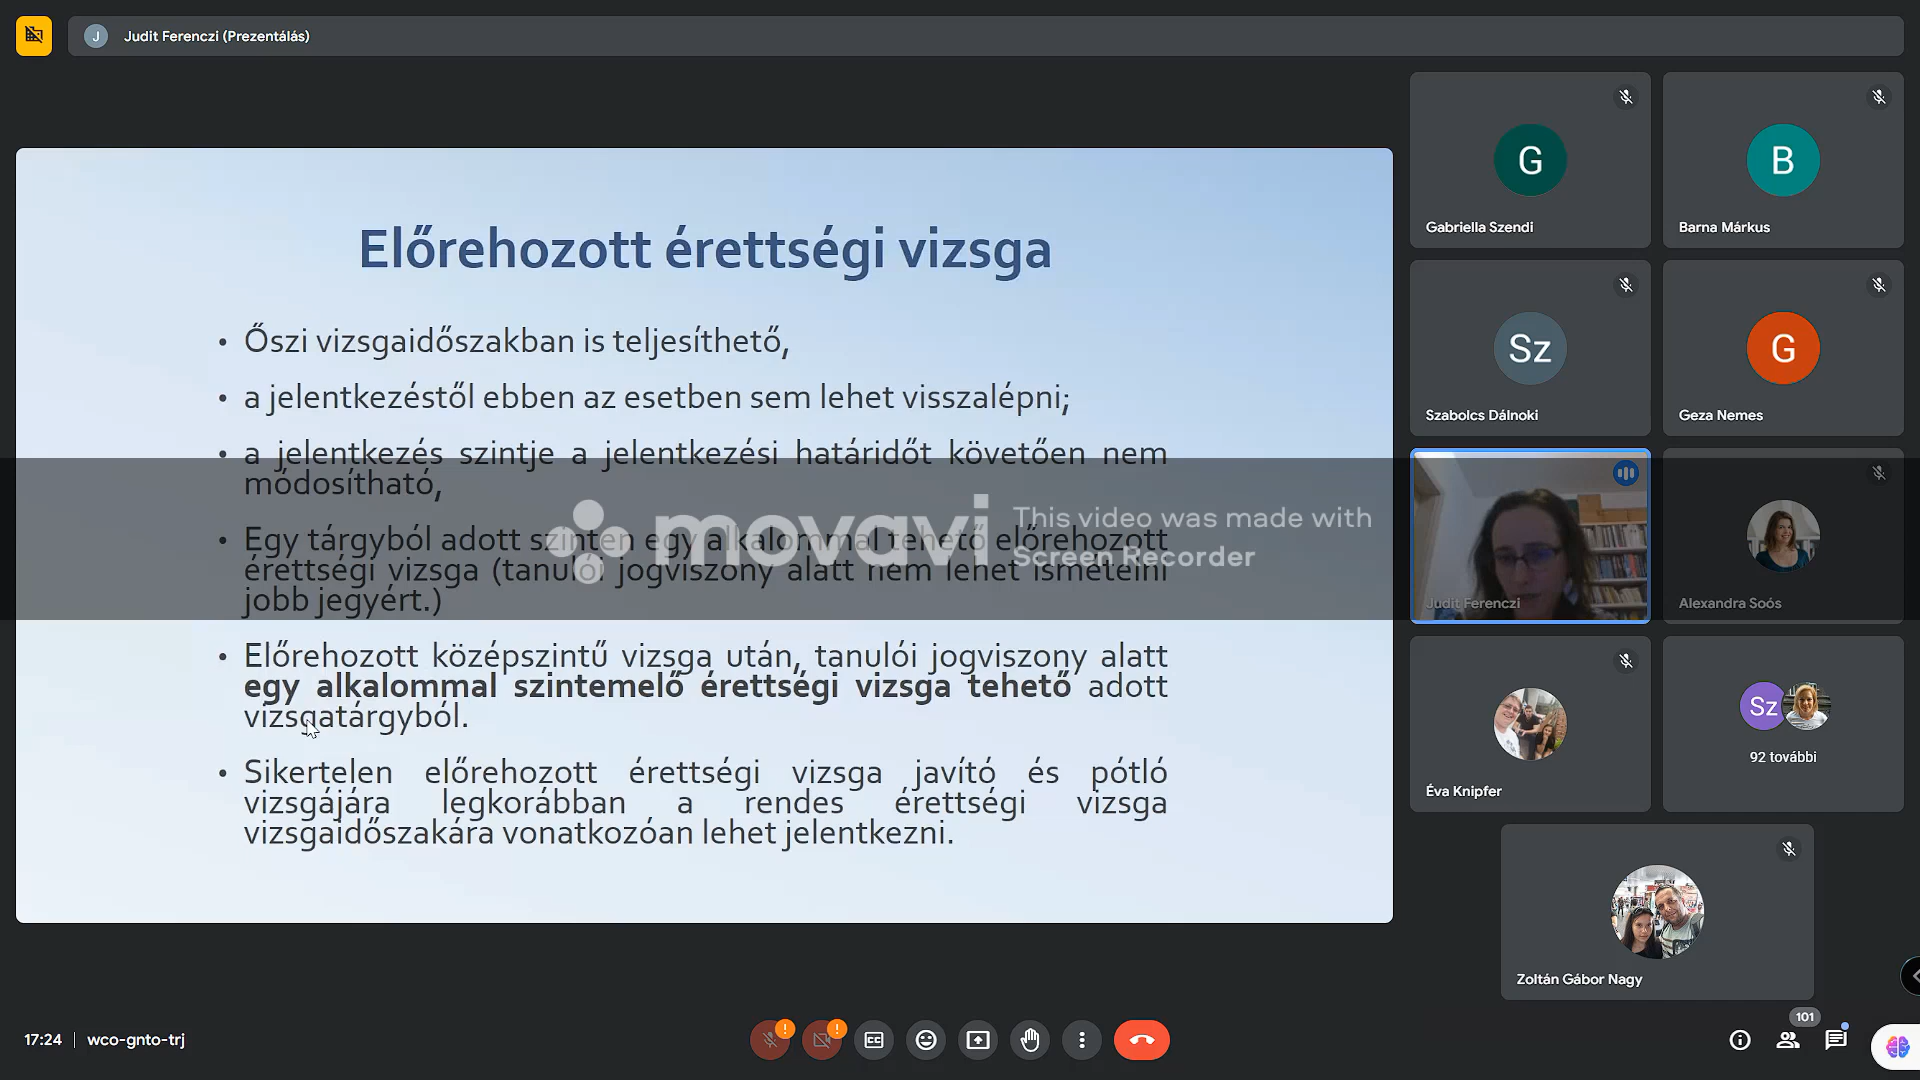 J Judit Ferenczi (Prezentálás)
Előrehozott érettségi vizsga
• Őszi vizsgaidőszakban is teljesíthető,
• a jelentkezéstől ebben az esetben sem lehet visszalépni;
• a jelentkezés szintje a jelentkezési határidőt követően nem
módosítható,
• Egy tárgyból adott szinten egy alkalommal tehető előrehozott
érettségi vizsga (tanulói jogviszony alatt nem lehet ismételni
jobb jegyért.)
• Előrehozott középszintű vizsga után, tanulói jogviszony alatt
egy alkalommal szintemelő érettségi vizsga tehető adott
vizsgatárgyból.
• Sikertelen előrehozott érettségi vizsga javító és pótló
vizsgájára legkorábban a rendes érettségi vizsga
vizsgaidőszakára vonatkozóan lehet jelentkezni.
movavi
This video was made with
Screen Recorder
G
Gabriella Szendi
B
Barna Márkus
Sz
Szabolcs Dálnoki
G
Geza Nemes
Judit Ferenczi
Alexandra Soós
Éva Knipfer
Sz
92 további
Zoltán Gábor Nagy
17:24 wco-gnto-trj
!
!
CC
101